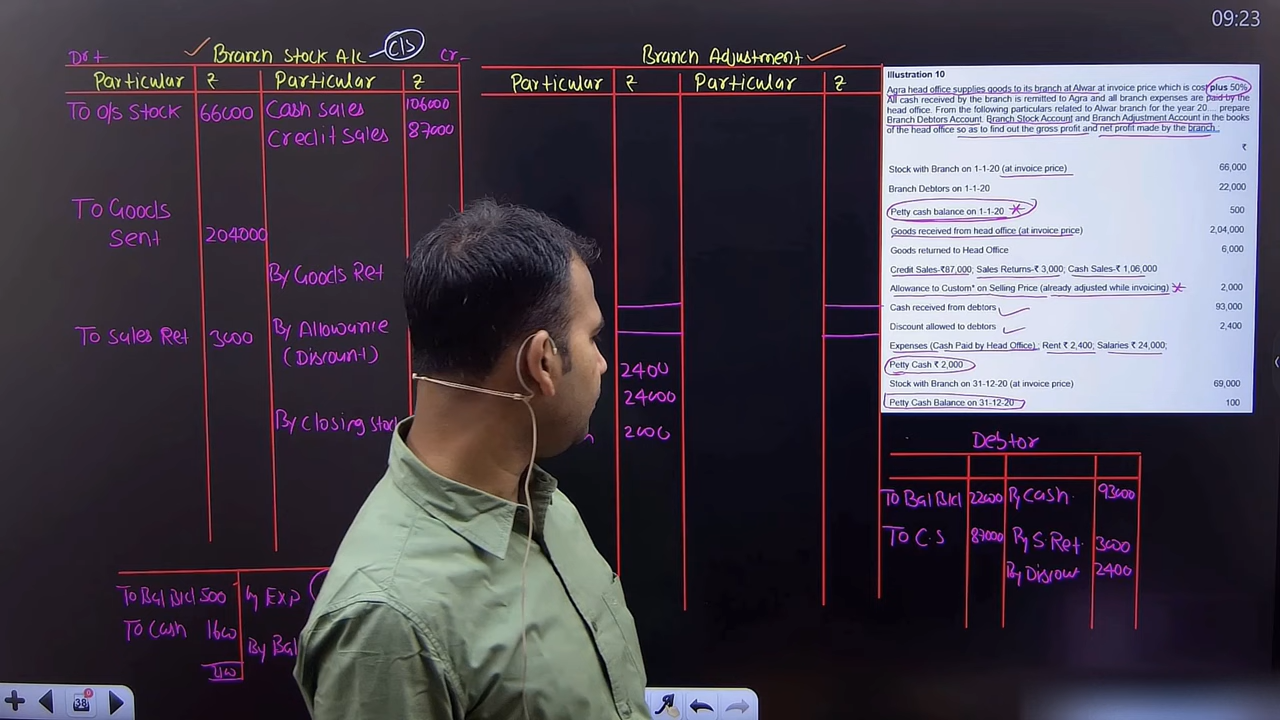 09:23
Dr + Branch Stock A/c C/S Cr -
Particular ₹ Particular ₹
To O/s Stock 66000 Cash sales 106000
Credit sales 87000
To Goods
Sent 204000
By Goods Ret
To Sales Ret 3000 By Allowance
(Discount)
By Closing Stock
To Bal B/d 500 By Exp
To Cash 1600 By Bal
Branch Adjustment
Particular ₹ Particular ₹
2400
24000
2000
Illustration 10
Agra head office supplies goods to its branch at Alwar at invoice price which is cost plus 50%.
All cash received by the branch is remitted to Agra and all branch expenses are paid by the
head office. From the following particulars related to Alwar branch for the year 20.... prepare
Branch Debtors Account, Branch Stock Account and Branch Adjustment Account in the books
of the head office so as to find out the gross profit and net profit made by the branch.
₹
Stock with Branch on 1-1-20 (at invoice price) 66,000
Branch Debtors on 1-1-20 22,000
Petty cash balance on 1-1-20 500
Goods received from head office (at invoice price) 2,04,000
Goods returned to Head Office 6,000
Credit Sales-₹87,000; Sales Returns-₹ 3,000; Cash Sales-₹ 1,06,000
Allowance to Custom* on Selling Price (already adjusted while invoicing) 2,000
Cash received from debtors 93,000
Discount allowed to debtors 2,400
Expenses (Cash Paid by Head Office) ; Rent ₹ 2,400; Salaries ₹ 24,000;
Petty Cash ₹ 2,000
Stock with Branch on 31-12-20 (at invoice price) 69,000
Petty Cash Balance on 31-12-20 100
Debtor
To Bal B/d 22000 By Cash. 93000
To C.S 87000 By S Ret. 3000
By Discout 2400
38
0